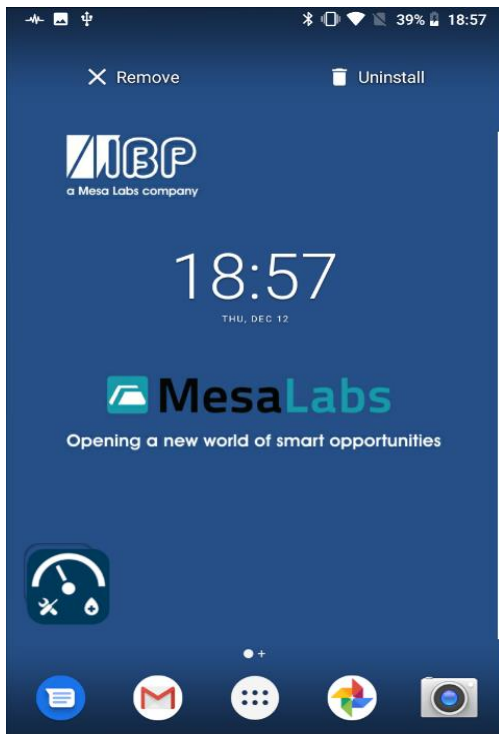 39% 18:57
Remove Uninstall
IBP
a Mesa Labs company
18:57
THU, DEC 12
MesaLabs
Opening a new world of smart opportunities